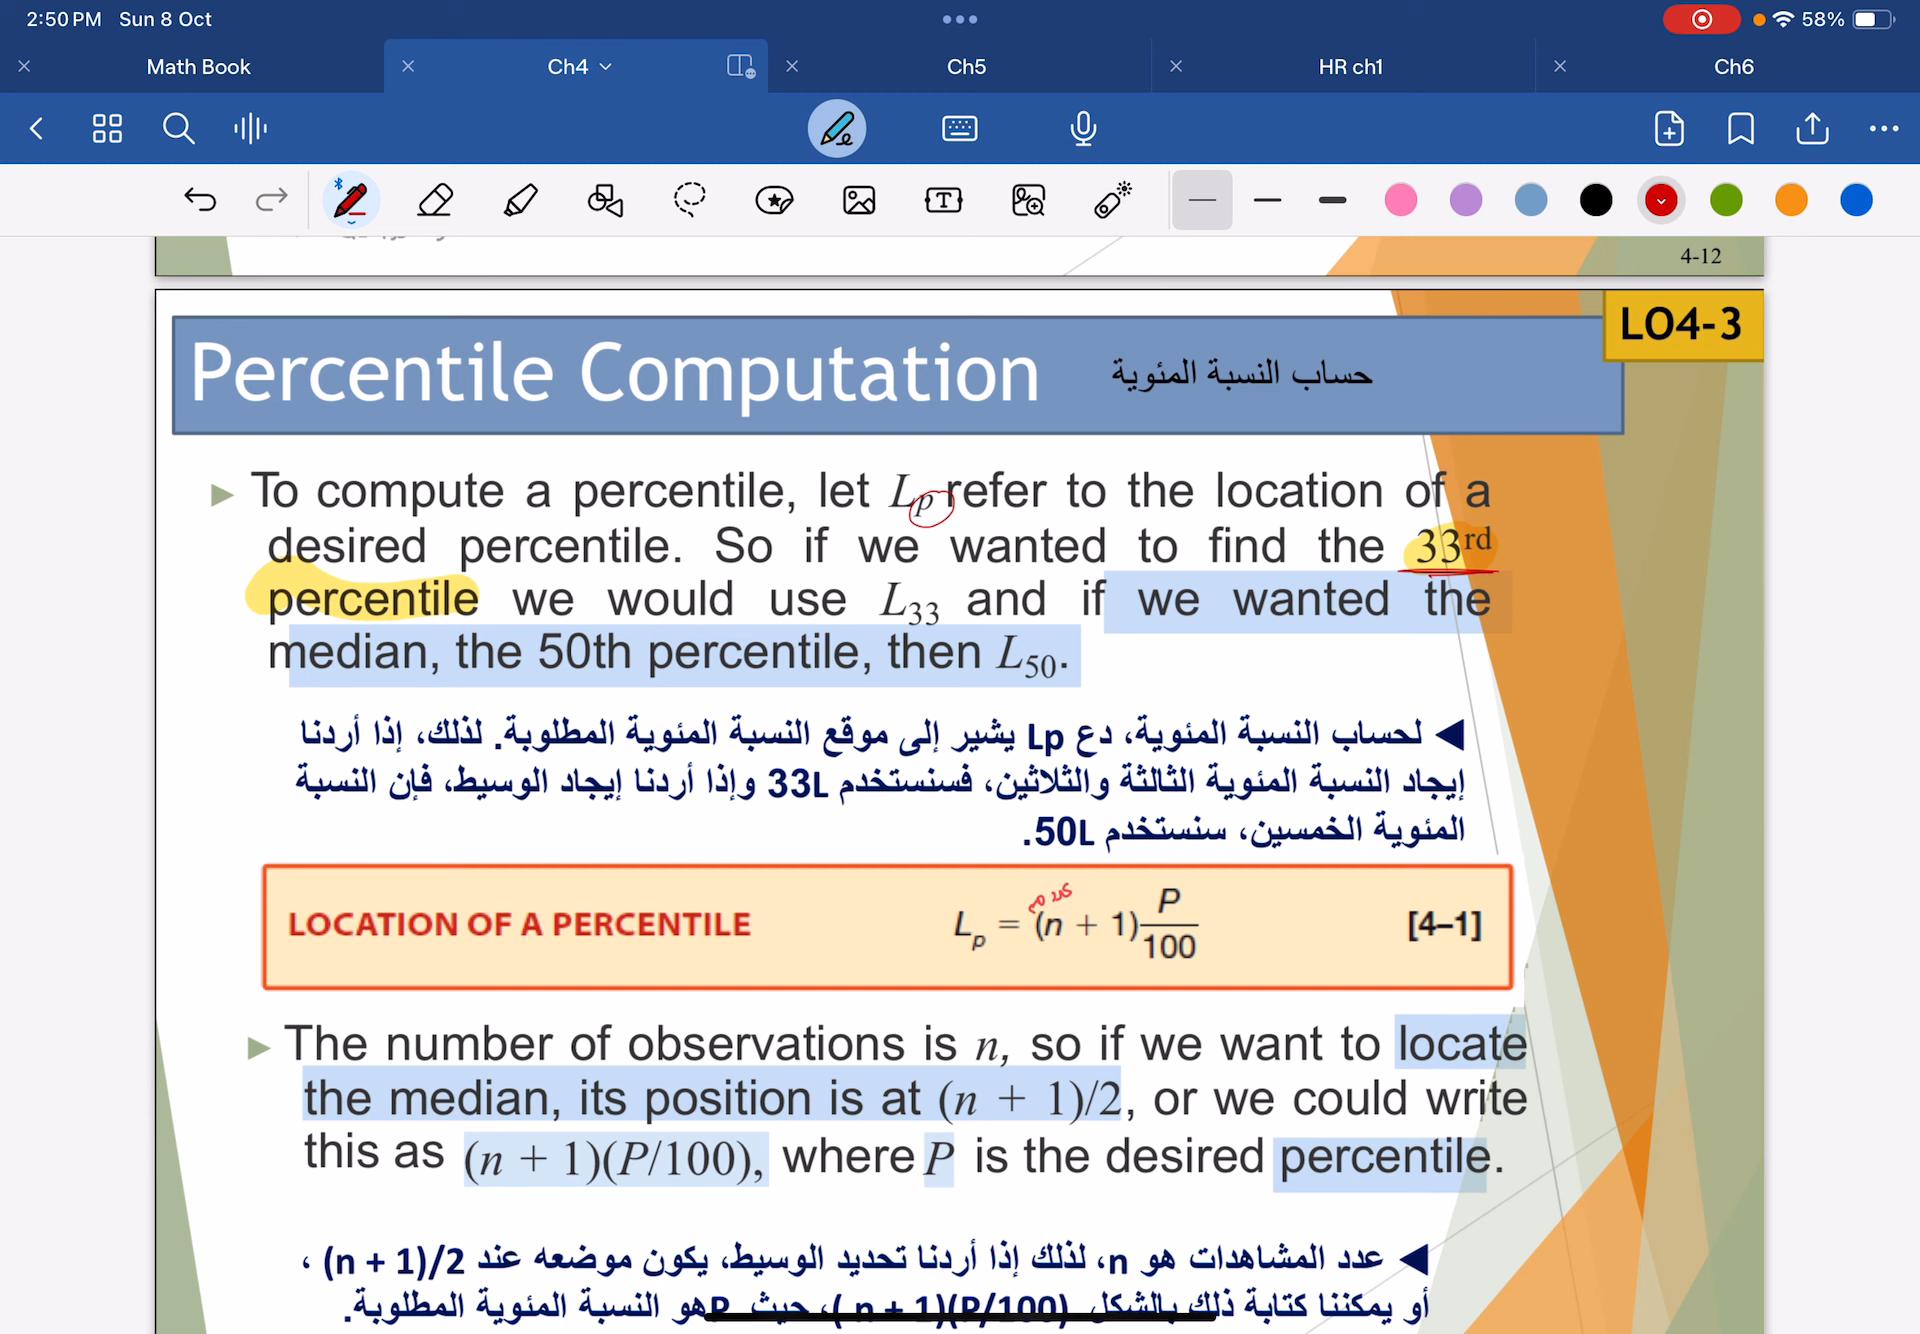 2:50 PM Sun 8 Oct
58%
Math Book
Ch4
Ch5
HR ch1
Ch6
4-12
LO4-3
Percentile Computation حساب النسبة المئوية
To compute a percentile, let Lp refer to the location of a
desired percentile. So if we wanted to find the 33rd
percentile we would use L33 and if we wanted the
median, the 50th percentile, then L50.
لحساب النسبة المئوية، دع Lp يشير إلى موقع النسبة المئوية المطلوبة. لذلك، إذا أردنا
إيجاد النسبة المئوية الثالثة والثلاثين، فسنستخدم 33L وإذا أردنا إيجاد الوسيط، فإن النسبة
المئوية الخمسين، سنستخدم 50L.
LOCATION OF A PERCENTILE Lp = (n + 1) P/100 [4–1]
The number of observations is n, so if we want to locate
the median, its position is at (n + 1)/2, or we could write
this as (n + 1)(P/100), where P is the desired percentile.
عدد المشاهدات هو n، لذلك إذا أردنا تحديد الوسيط، يكون موضعه عند 2/(n + 1) ،
أو يمكننا كتابة ذلك بالشكل (n + 1)(P/100)، حيث P هو النسبة المئوية المطلوبة.